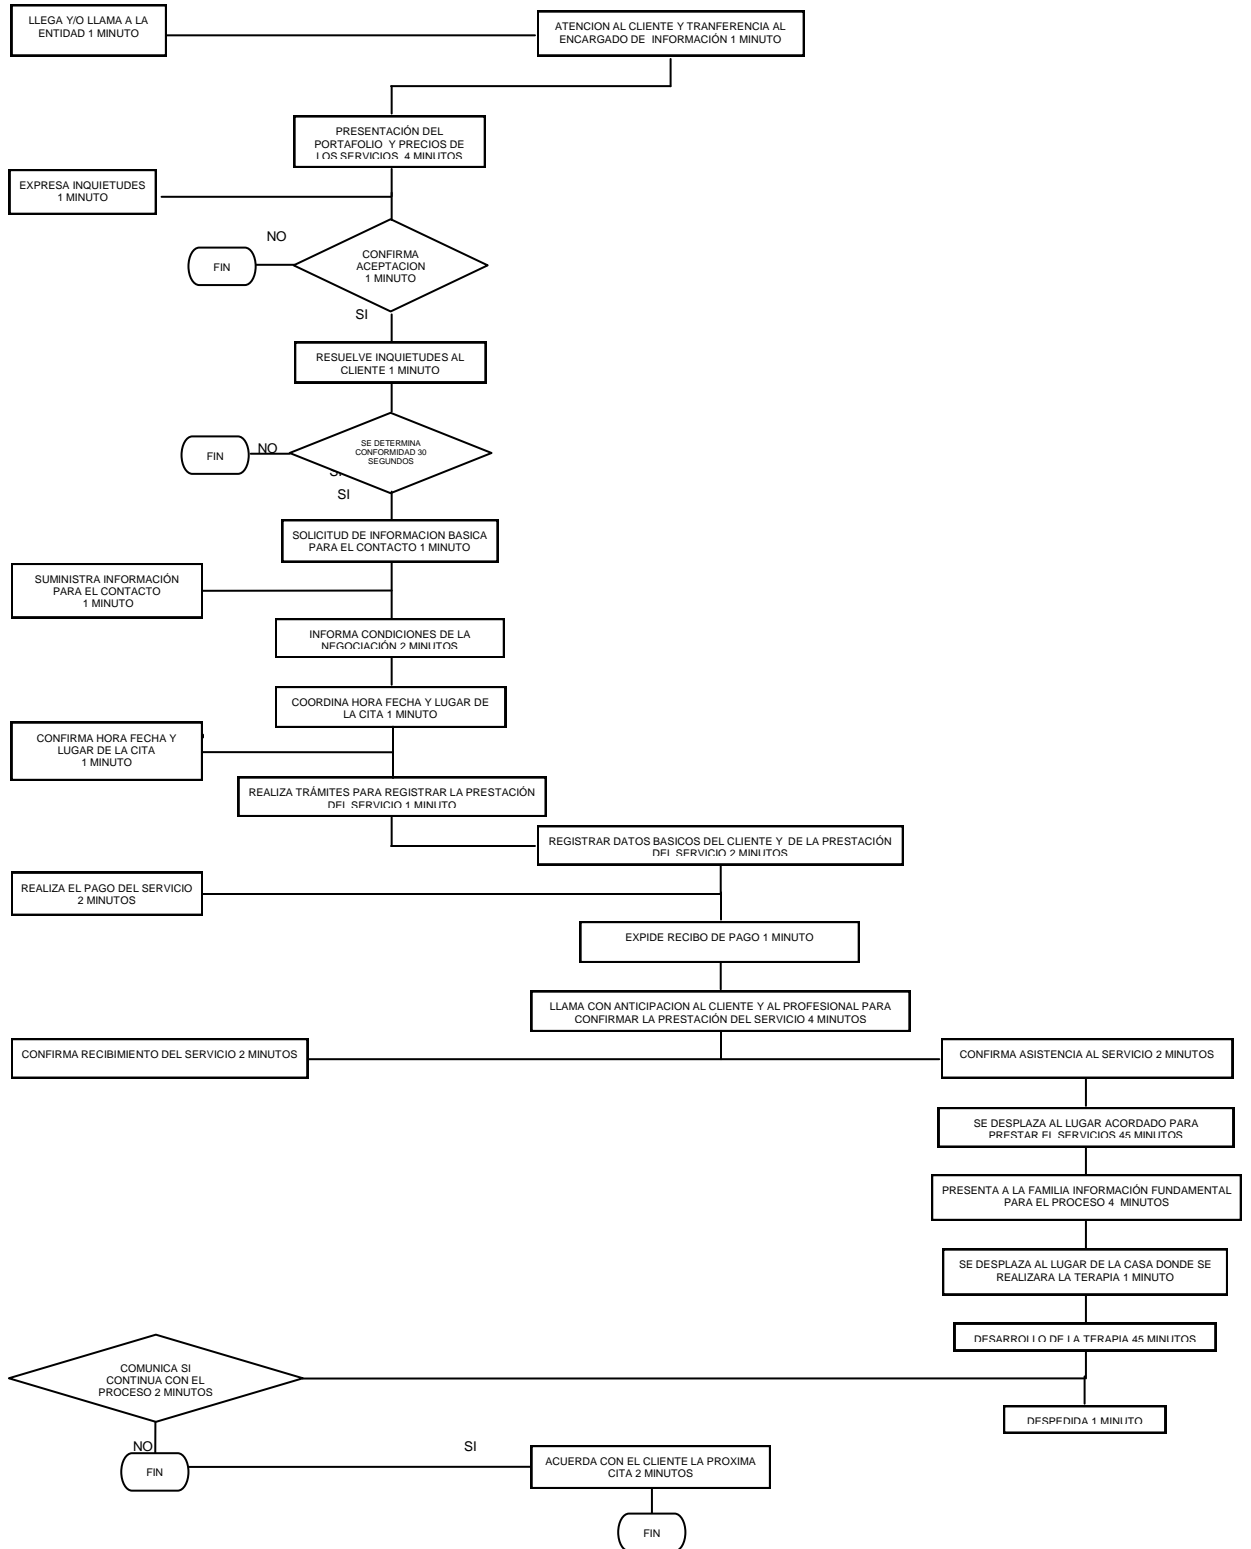 LLEGA Y/O LLAMA A LA
ENTIDAD 1 MINUTO
ATENCION AL CLIENTE Y TRANFERENCIA AL
ENCARGADO DE INFORMACIÓN 1 MINUTO
PRESENTACIÓN DEL
PORTAFOLIO Y PRECIOS DE
LOS SERVICIOS 4 MINUTOS
EXPRESA INQUIETUDES
1 MINUTO
NO
FIN
CONFIRMA
ACEPTACION
1 MINUTO
SI
RESUELVE INQUIETUDES AL
CLIENTE 1 MINUTO
FIN
NO
SE DETERMINA
CONFORMIDAD 30
SEGUNDOS
SI
SOLICITUD DE INFORMACION BASICA
PARA EL CONTACTO 1 MINUTO
SUMINISTRA INFORMACIÓN
PARA EL CONTACTO
1 MINUTO
INFORMA CONDICIONES DE LA
NEGOCIACIÓN 2 MINUTOS
COORDINA HORA FECHA Y LUGAR DE
LA CITA 1 MINUTO
CONFIRMA HORA FECHA Y
LUGAR DE LA CITA
1 MINUTO
REALIZA TRÁMITES PARA REGISTRAR LA PRESTACIÓN
DEL SERVICIO 1 MINUTO
REGISTRAR DATOS BASICOS DEL CLIENTE Y DE LA PRESTACIÓN
DEL SERVICIO 2 MINUTOS
REALIZA EL PAGO DEL SERVICIO
2 MINUTOS
EXPIDE RECIBO DE PAGO 1 MINUTO
LLAMA CON ANTICIPACION AL CLIENTE Y AL PROFESIONAL PARA
CONFIRMAR LA PRESTACIÓN DEL SERVICIO 4 MINUTOS
CONFIRMA RECIBIMIENTO DEL SERVICIO 2 MINUTOS
CONFIRMA ASISTENCIA AL SERVICIO 2 MINUTOS
SE DESPLAZA AL LUGAR ACORDADO PARA
PRESTAR EL SERVICIOS 45 MINUTOS
PRESENTA A LA FAMILIA INFORMACIÓN FUNDAMENTAL
PARA EL PROCESO 4 MINUTOS
SE DESPLAZA AL LUGAR DE LA CASA DONDE SE
REALIZARA LA TERAPIA 1 MINUTO
DESARROLLO DE LA TERAPIA 45 MINUTOS
COMUNICA SI
CONTINUA CON EL
PROCESO 2 MINUTOS
DESPEDIDA 1 MINUTO
NO
SI
FIN
ACUERDA CON EL CLIENTE LA PROXIMA
CITA 2 MINUTOS
FIN